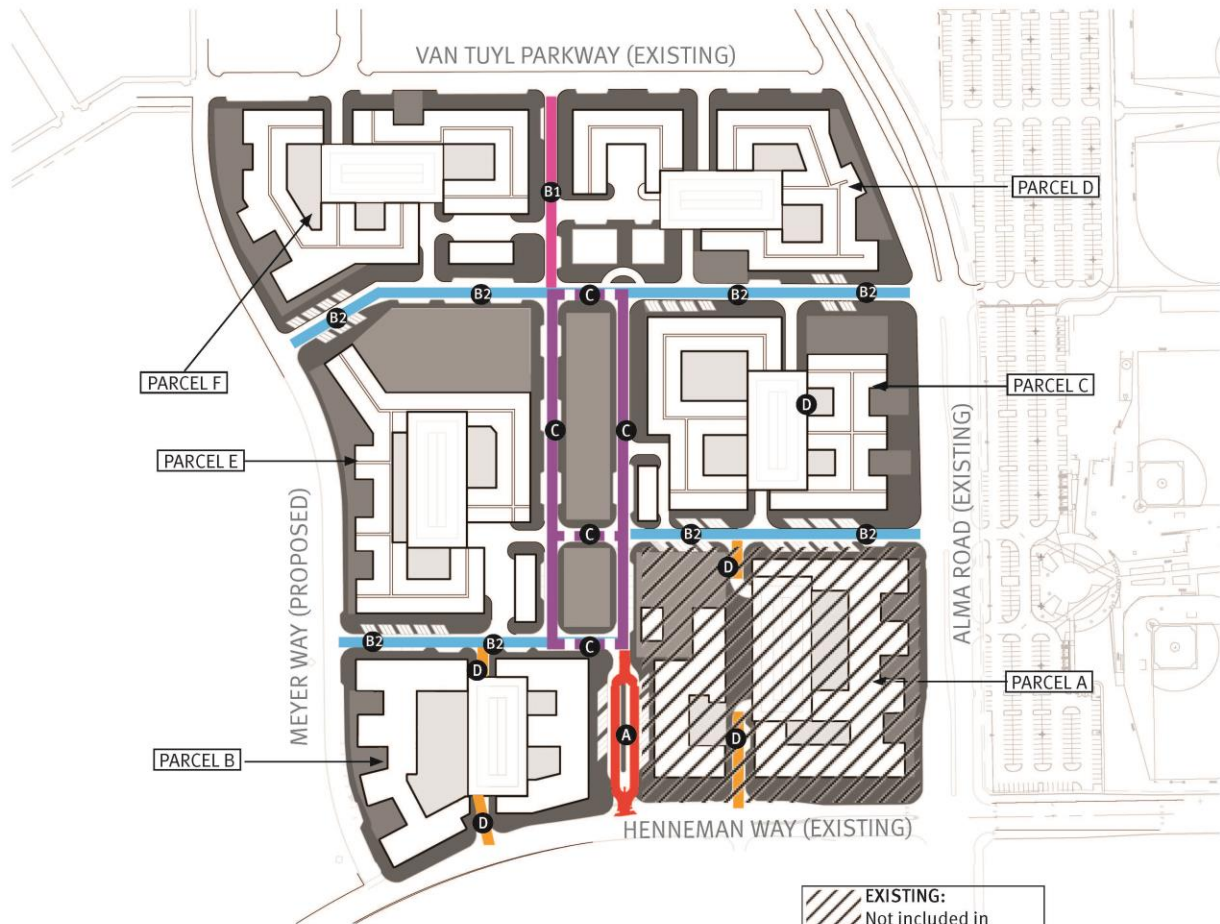 VAN TUYL PARKWAY (EXISTING)
PARCEL D
B1
B2
C
B2
B2
B2
PARCEL F
PARCEL C
D
C
C
PARCEL E
MEYER WAY (PROPOSED)
ALMA ROAD (EXISTING)
C
B2
B2
D
B2
B2
C
D
PARCEL A
A
D
PARCEL B
D
HENNEMAN WAY (EXISTING)
EXISTING:
Not included in